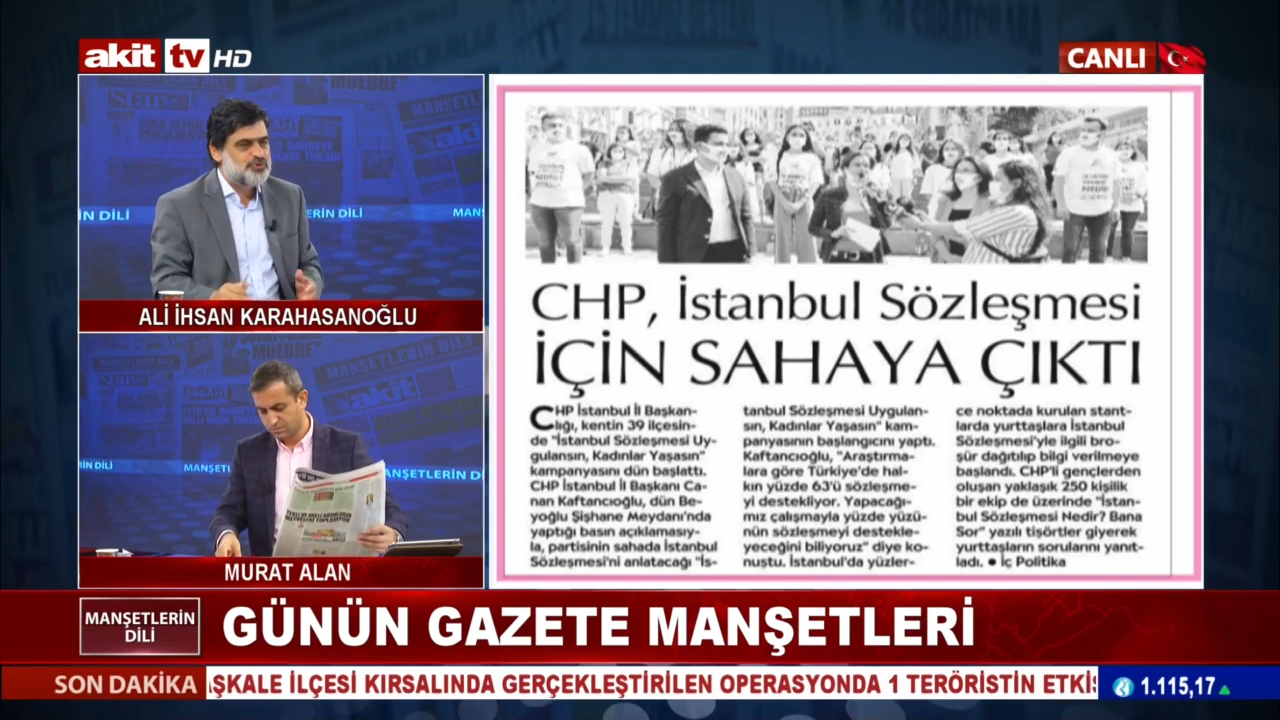 akit tv HD
CANLI
MANŞETLERİN DİLİ
ALİ İHSAN KARAHASANOĞLU
MURAT ALAN
CHP, İstanbul Sözleşmesi
İÇİN SAHAYA ÇIKTI
CHP İstanbul İl Başkan-
lığı, kentin 39 ilçesin-
de "İstanbul Sözleşmesi Uy-
gulansın, Kadınlar Yaşasın"
kampanyasını dün başlattı.
CHP İstanbul İl Başkanı Ca-
nan Kaftancıoğlu, dün Be-
yoğlu Şişhane Meydanı'nda
yaptığı basın açıklamasıy-
la, partisinin sahada İstanbul
Sözleşmesi'ni anlatacağı "İs-
tanbul Sözleşmesi Uygulan-
sın, Kadınlar Yaşasın" kam-
panyasının başlangıcını yaptı.
Kaftancıoğlu, "Araştırma-
lara göre Türkiye'de hal-
kın yüzde 63'ü sözleşme-
yi destekliyor. Yapacağı-
mız çalışmayla yüzde yüzü-
nün sözleşmeyi destekle-
yeceğini biliyoruz" diye ko-
nuştu. İstanbul'da yüzler-
ce noktada kurulan stant-
larda yurttaşlara İstanbul
Sözleşmesi'yle ilgili bro-
şür dağıtılıp bilgi verilmeye
başlandı. CHP'li gençlerden
oluşan yaklaşık 250 kişilik
bir ekip de üzerinde "İstan-
bul Sözleşmesi Nedir? Bana
Sor" yazılı tişörtler giyerek
yurttaşların sorularını yanıt-
ladı. ● İç Politika
MANŞETLERİN
DİLİ
GÜNÜN GAZETE MANŞETLERİ
SON DAKİKA
AŞKALE İLÇESİ KIRSALINDA GERÇEKLEŞTİRİLEN OPERASYONDA 1 TERÖRİSTİN ETKİS
1.115,17